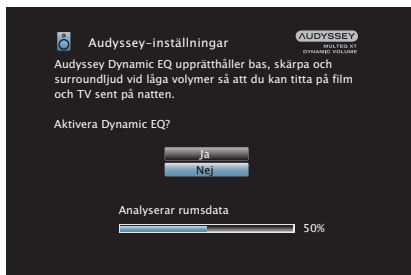 Audyssey-inställningar
AUDYSSEY
MULTEQ XT
DYNAMIC VOLUME
Audyssey Dynamic EQ upprätthåller bas, skärpa och
surroundljud vid låga volymer så att du kan titta på film
och TV sent på natten.
Aktivera Dynamic EQ?
Ja
Nej
Analyserar rumsdata
50%